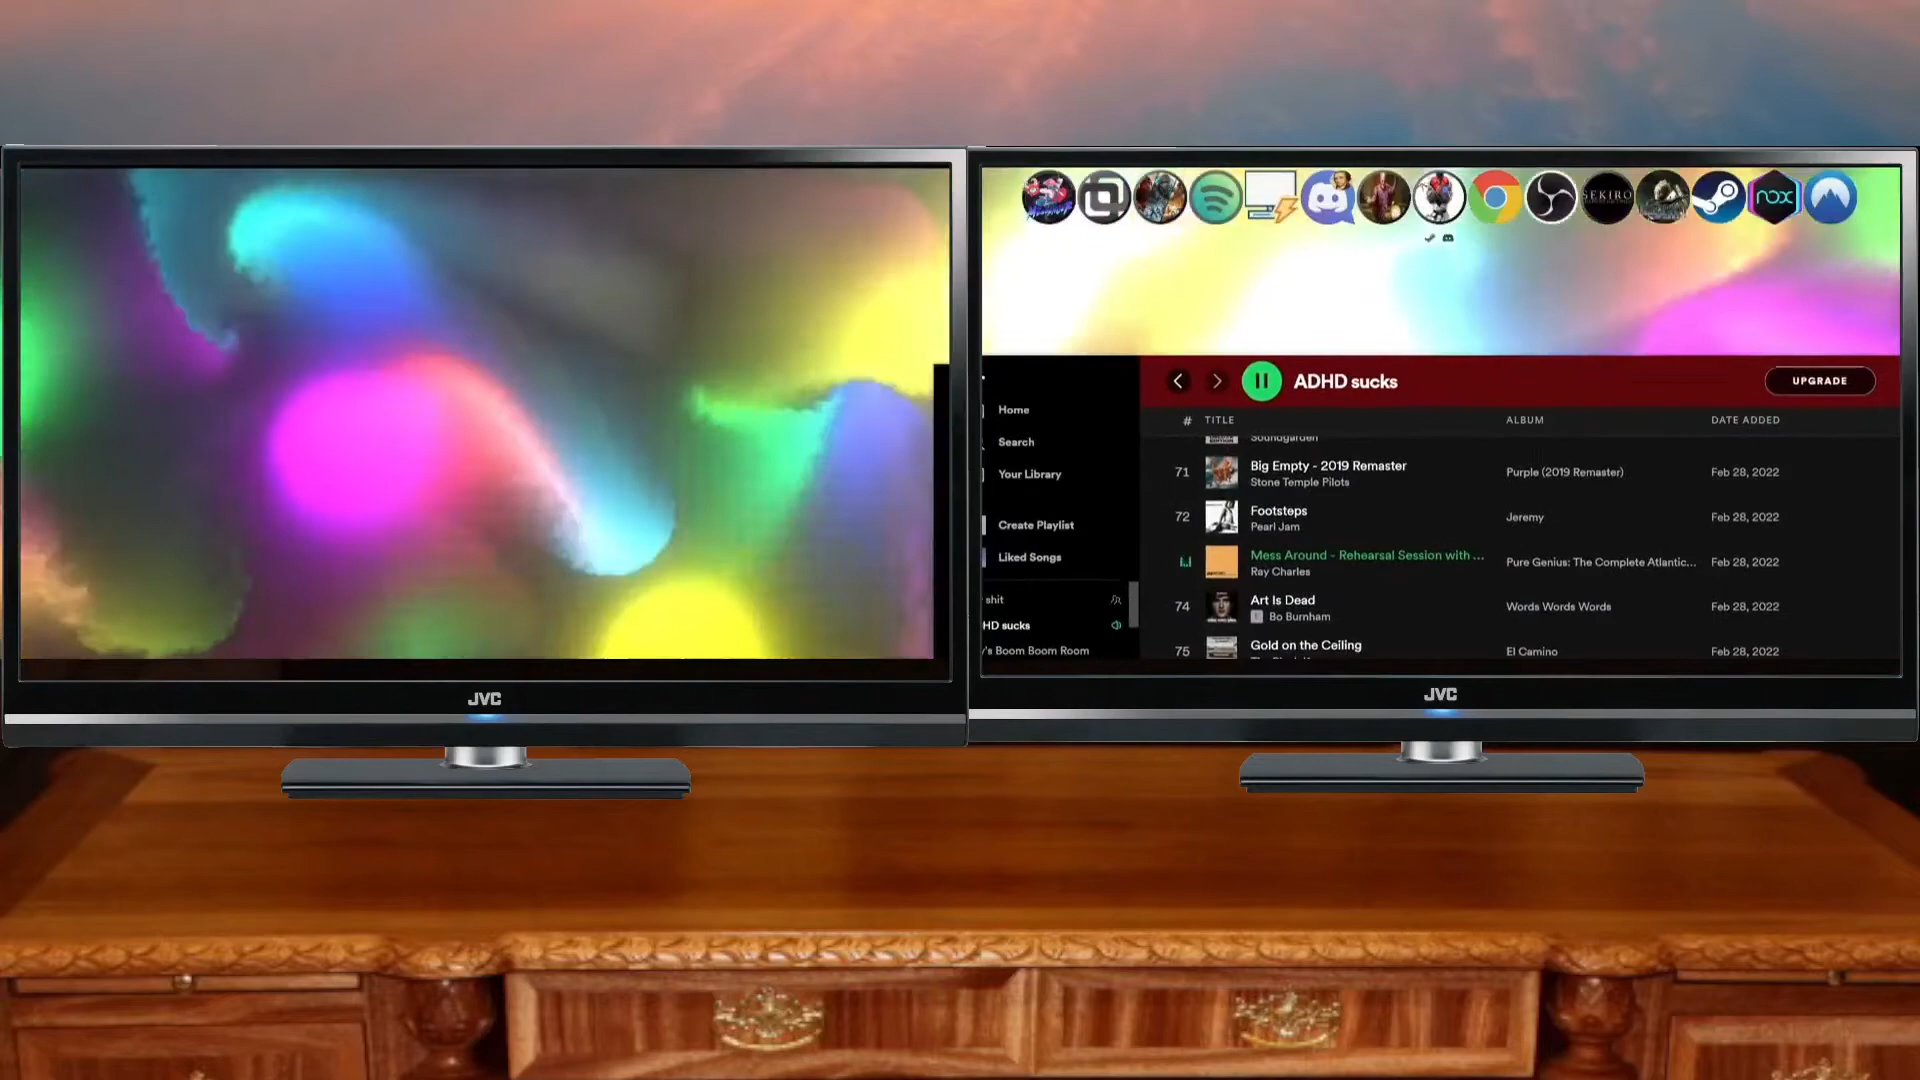 SEKIRO
nox
ADHD sucks
UPGRADE
# TITLE ALBUM DATE ADDED
Home
Search
Your Library
Create Playlist
Liked Songs
shit
HD sucks
's Boom Boom Room
Soundgarden
71 Big Empty - 2019 Remaster Purple (2019 Remaster) Feb 28, 2022
Stone Temple Pilots
72 Footsteps Jeremy Feb 28, 2022
Pearl Jam
Mess Around - Rehearsal Session with ... Pure Genius: The Complete Atlantic... Feb 28, 2022
Ray Charles
74 Art Is Dead Words Words Words Feb 28, 2022
E Bo Burnham
75 Gold on the Ceiling El Camino Feb 28, 2022
JVC
JVC